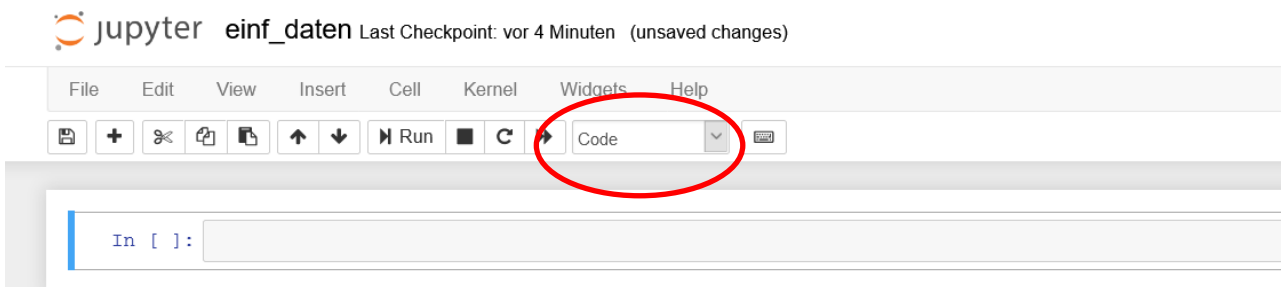 jupyter einf_daten Last Checkpoint: vor 4 Minuten (unsaved changes)
File Edit View Insert Cell Kernel Widgets Help
Run Code
In [ ]: